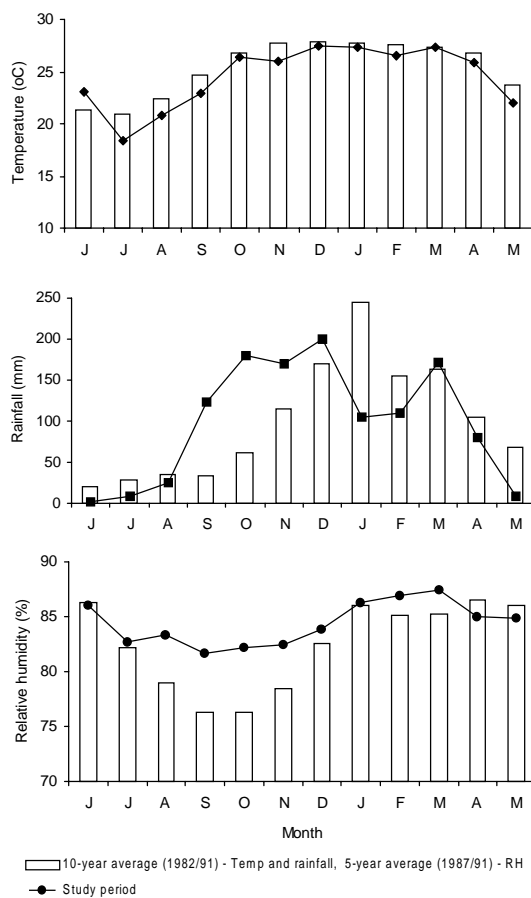 30
25
20
15
10
Temperature (oC)
J J A S O N D J F M A M
250
200
150
100
50
0
Rainfall (mm)
J J A S O N D J F M A M
90
85
80
75
70
Relative humidity (%)
J J A S O N D J F M A M
Month
10-year average (1982/91) - Temp and rainfall, 5-year average (1987/91) - RH
Study period